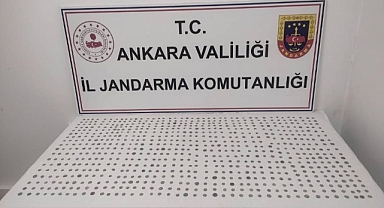 T.C.
ANKARA VALİLİĞİ
İL JANDARMA KOMUTANLIĞI